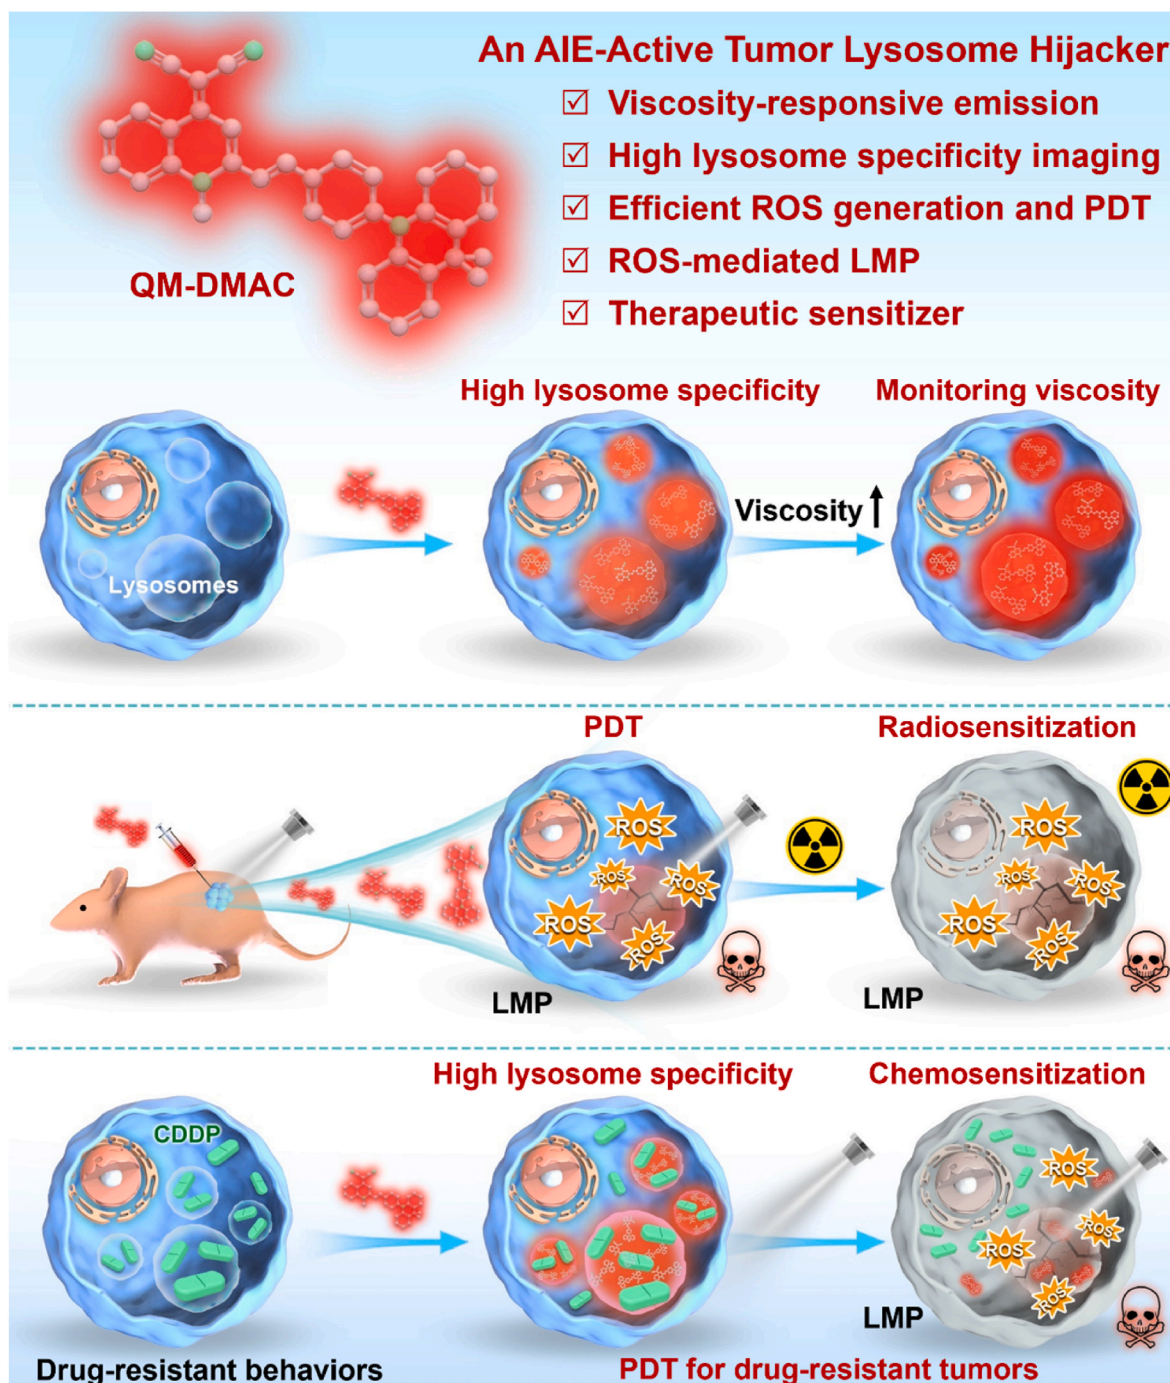 An AIE-Active Tumor Lysosome Hijacker
☑ Viscosity-responsive emission
☑ High lysosome specificity imaging
☑ Efficient ROS generation and PDT
☑ ROS-mediated LMP
☑ Therapeutic sensitizer
QM-DMAC
High lysosome specificity
Monitoring viscosity
Lysosomes
Viscosity
PDT
Radiosensitization
ROS
ROS
ROS
ROS
ROS
LMP
ROS
ROS
ROS
ROS
ROS
LMP
High lysosome specificity
Chemosensitization
CDDP
ROS
ROS
ROS
ROS
LMP
Drug-resistant behaviors
PDT for drug-resistant tumors